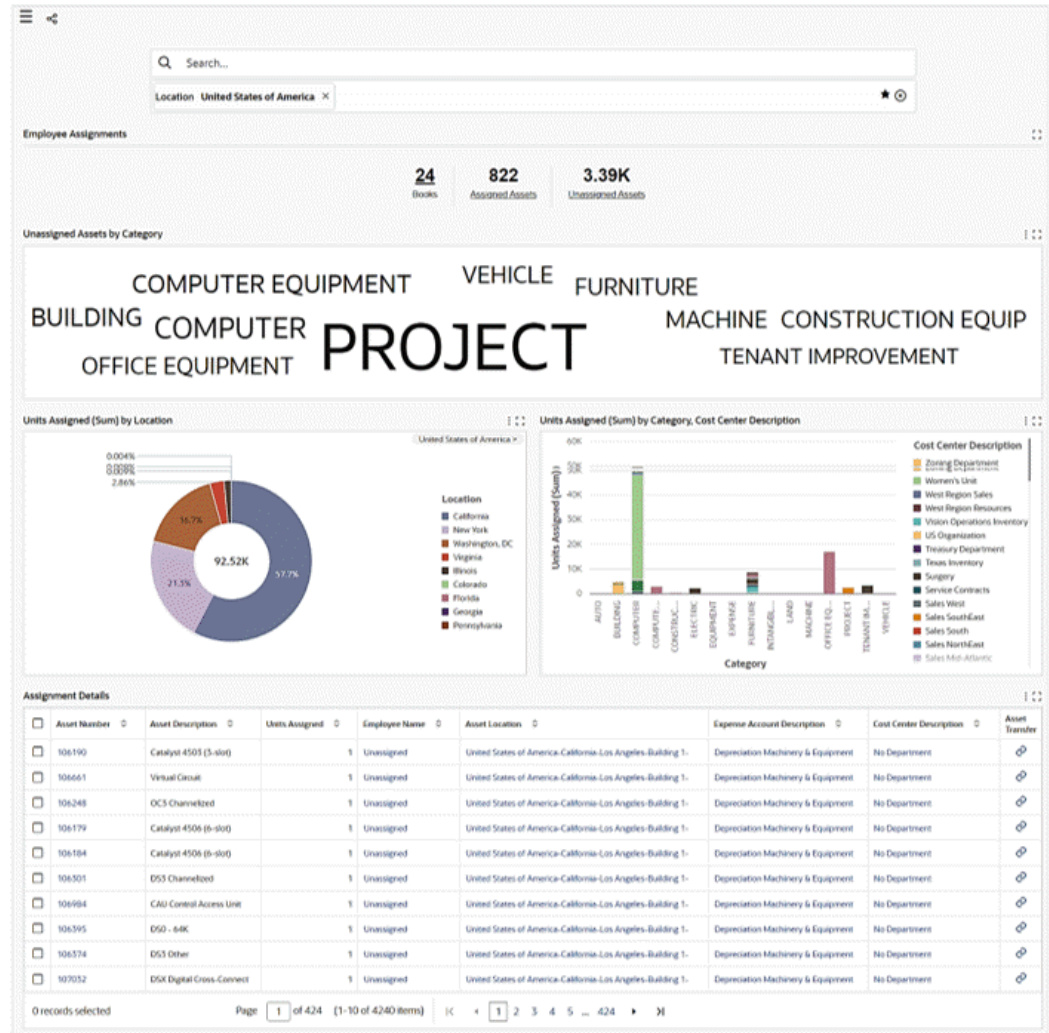 Search...
Location United States of America ×
Employee Assignments
24 822 3.39K
Books Assigned Assets Unassigned Assets
Unassigned Assets by Category
COMPUTER EQUIPMENT VEHICLE FURNITURE
BUILDING COMPUTER PROJECT MACHINE CONSTRUCTION EQUIP
OFFICE EQUIPMENT TENANT IMPROVEMENT
Units Assigned (Sum) by Location
United States of America
0.004%
2.86%
16.7%
21.3%
57.7%
92.52K
Location
California
New York
Washington, DC
Virginia
Illinois
Colorado
Florida
Georgia
Pennsylvania
Units Assigned (Sum) by Category, Cost Center Description
Units Assigned (Sum)
60K
50K
40K
30K
20K
10K
0
AUTO
BUILDING
COMPUTER
COMPUTE...
CONSTRUC...
ELECTRIC
EQUIPMENT
EXPENSE
FURNITURE
INTANGIBL...
LAND
MACHINE
OFFICE EQ...
PROJECT
TENANT IM...
VEHICLE
Category
Cost Center Description
Zoning Department
Women's Unit
West Region Sales
West Region Resources
Vision Operations Inventory
US Organization
Treasury Department
Texas Inventory
Surgery
Service Contracts
Sales West
Sales SouthEast
Sales South
Sales NorthEast
Sales Mid-Atlantic
Assignment Details
Asset Number Asset Description Units Assigned Employee Name Asset Location Expense Account Description Cost Center Description Asset Transfer
106190 Catalyst 4503 (3-slot) 1 Unassigned United States of America-California-Los Angeles-Building 1- Depreciation Machinery & Equipment No Department
106661 Virtual Circuit 1 Unassigned United States of America-California-Los Angeles-Building 1- Depreciation Machinery & Equipment No Department
106248 OC3 Channelized 1 Unassigned United States of America-California-Los Angeles-Building 1- Depreciation Machinery & Equipment No Department
106179 Catalyst 4506 (6-slot) 1 Unassigned United States of America-California-Los Angeles-Building 1- Depreciation Machinery & Equipment No Department
106184 Catalyst 4506 (6-slot) 1 Unassigned United States of America-California-Los Angeles-Building 1- Depreciation Machinery & Equipment No Department
106301 DS3 Channelized 1 Unassigned United States of America-California-Los Angeles-Building 1- Depreciation Machinery & Equipment No Department
106984 CAU Control Access Unit 1 Unassigned United States of America-California-Los Angeles-Building 1- Depreciation Machinery & Equipment No Department
106395 DS0 - 64K 1 Unassigned United States of America-California-Los Angeles-Building 1- Depreciation Machinery & Equipment No Department
106374 DS3 Other 1 Unassigned United States of America-California-Los Angeles-Building 1- Depreciation Machinery & Equipment No Department
107032 DSX Digital Cross-Connect 1 Unassigned United States of America-California-Los Angeles-Building 1- Depreciation Machinery & Equipment No Department
0 records selected Page 1 of 424 (1-10 of 4240 items) 1 2 3 4 5 ... 424